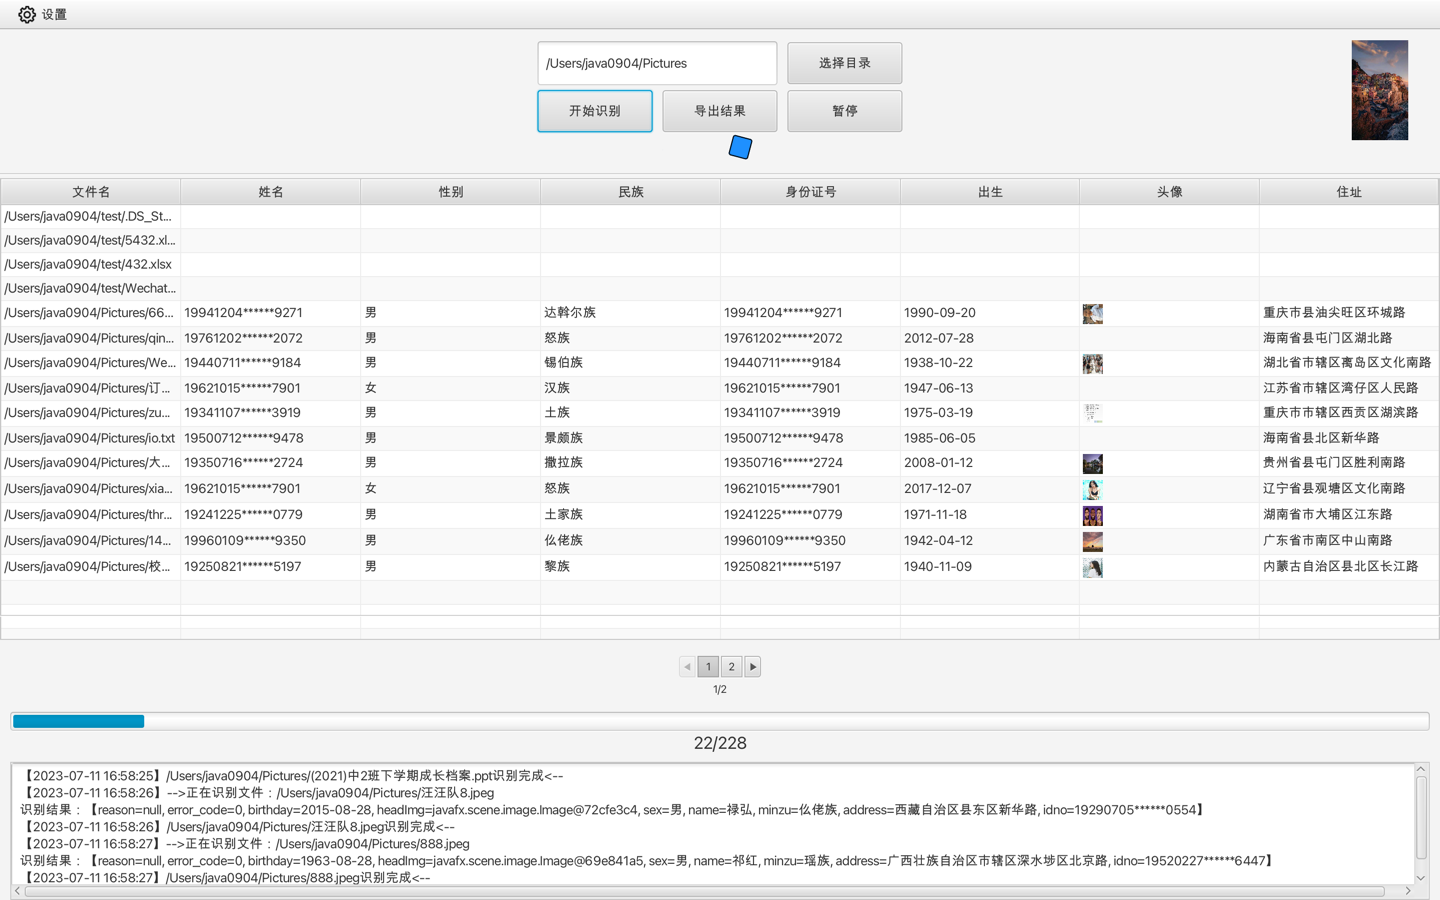 设置
/Users/java0904/Pictures 选择目录
开始识别 导出结果 暂停
文件名 姓名 性别 民族 身份证号 出生 头像 住址
/Users/java0904/test/.DS_St...
/Users/java0904/test/5432.xl...
/Users/java0904/test/432.xlsx
/Users/java0904/test/Wechat...
/Users/java0904/Pictures/66... 19941204******9271 男 达斡尔族 19941204******9271 1990-09-20 重庆市县油尖旺区环城路
/Users/java0904/Pictures/qin... 19761202******2072 男 怒族 19761202******2072 2012-07-28 海南省县屯门区湖北路
/Users/java0904/Pictures/We... 19440711******9184 男 锡伯族 19440711******9184 1938-10-22 湖北省市辖区离岛区文化南路
/Users/java0904/Pictures/订... 19621015******7901 女 汉族 19621015******7901 1947-06-13 江苏省市辖区湾仔区人民路
/Users/java0904/Pictures/zu... 19341107******3919 男 土族 19341107******3919 1975-03-19 重庆市市辖区西贡区湖滨路
/Users/java0904/Pictures/io.txt 19500712******9478 男 景颇族 19500712******9478 1985-06-05 海南省县北区新华路
/Users/java0904/Pictures/大... 19350716******2724 男 撒拉族 19350716******2724 2008-01-12 贵州省县屯门区胜利南路
/Users/java0904/Pictures/xia... 19621015******7901 女 怒族 19621015******7901 2017-12-07 辽宁省县观塘区文化南路
/Users/java0904/Pictures/thr... 19241225******0779 男 土家族 19241225******0779 1971-11-18 湖南省市大埔区江东路
/Users/java0904/Pictures/14... 19960109******9350 男 仫佬族 19960109******9350 1942-04-12 广东省市南区中山南路
/Users/java0904/Pictures/校... 19250821******5197 男 黎族 19250821******5197 1940-11-09 内蒙古自治区县北区长江路
1 2
1/2
22/228
【2023-07-11 16:58:25】/Users/java0904/Pictures/(2021)中2班下学期成长档案.ppt识别完成<--
【2023-07-11 16:58:26】-->正在识别文件：/Users/java0904/Pictures/汪汪队8.jpeg
识别结果：【reason=null, error_code=0, birthday=2015-08-28, headImg=javafx.scene.image.Image@72cfe3c4, sex=男, name=禄弘, minzu=仫佬族, address=西藏自治区县东区新华路, idno=19290705******0554】
【2023-07-11 16:58:26】/Users/java0904/Pictures/汪汪队8.jpeg识别完成<--
【2023-07-11 16:58:27】-->正在识别文件：/Users/java0904/Pictures/888.jpeg
识别结果：【reason=null, error_code=0, birthday=1963-08-28, headImg=javafx.scene.image.Image@69e841a5, sex=男, name=祁红, minzu=瑶族, address=广西壮族自治区市辖区深水埗区北京路, idno=19520227******6447】
【2023-07-11 16:58:27】/Users/java0904/Pictures/888.jpeg识别完成<--